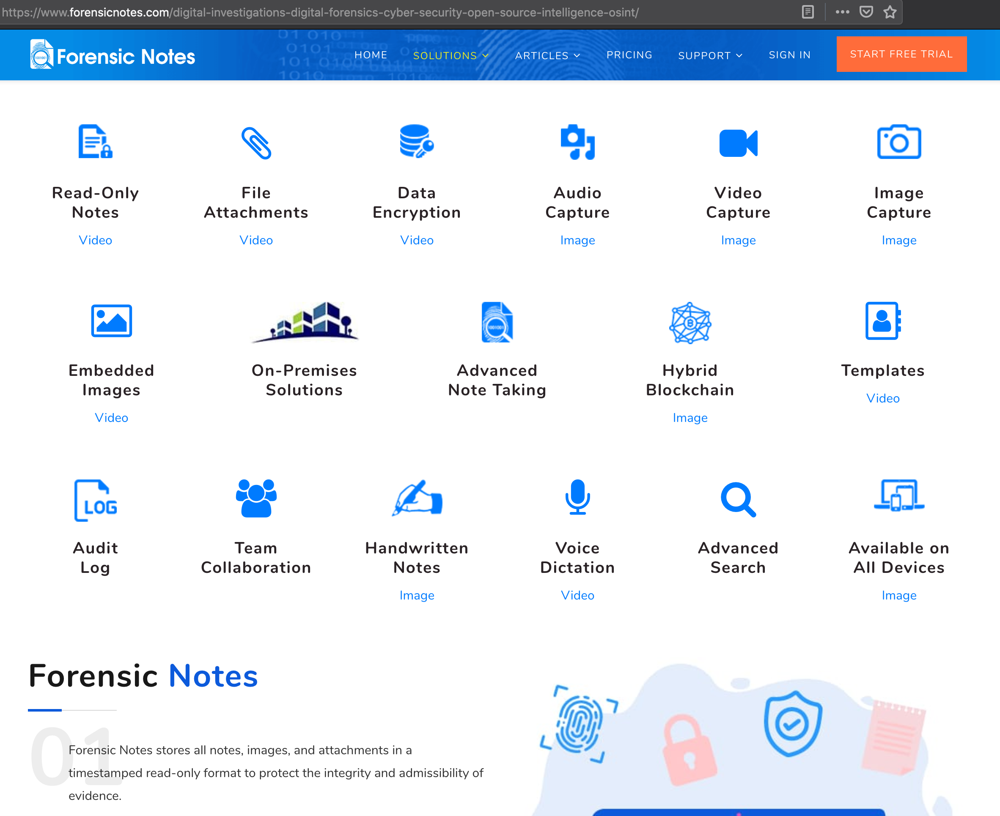 https://www.forensicnotes.com/digital-investigations-digital-forensics-cyber-security-open-source-intelligence-osint/
Forensic Notes
HOME SOLUTIONS ARTICLES PRICING SUPPORT SIGN IN START FREE TRIAL
Read-Only File Data Audio Video Image
Notes Attachments Encryption Capture Capture Capture
Video Video Video Image Image Image
Embedded On-Premises Advanced Hybrid Templates
Images Solutions Note Taking Blockchain
Video
Video Image
LOG
Audit Team Handwritten Voice Advanced Available on
Log Collaboration Notes Dictation Search All Devices
Image Video Image
Forensic Notes
01
Forensic Notes stores all notes, images, and attachments in a
timestamped read-only format to protect the integrity and admissibility of
evidence.